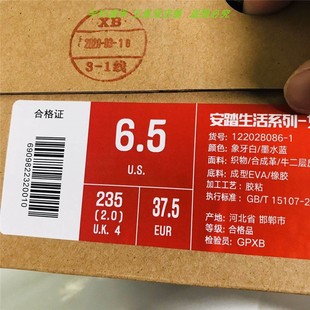 XB
2020-03-18
3-1线
合格证
6909822320010
6.5
U.S.
235
(2.0)
U.K. 4
37.5
EUR
安踏生活系列-
货号: 122028086-1
颜色: 象牙白/墨水蓝
面料: 织物/合成革/牛二层
底料: 成型EVA/橡胶
加工工艺: 胶粘
执行标准: GB/T 15107-2
产地: 河北省 邯郸市
等级: 合格品
检验员: GPXB